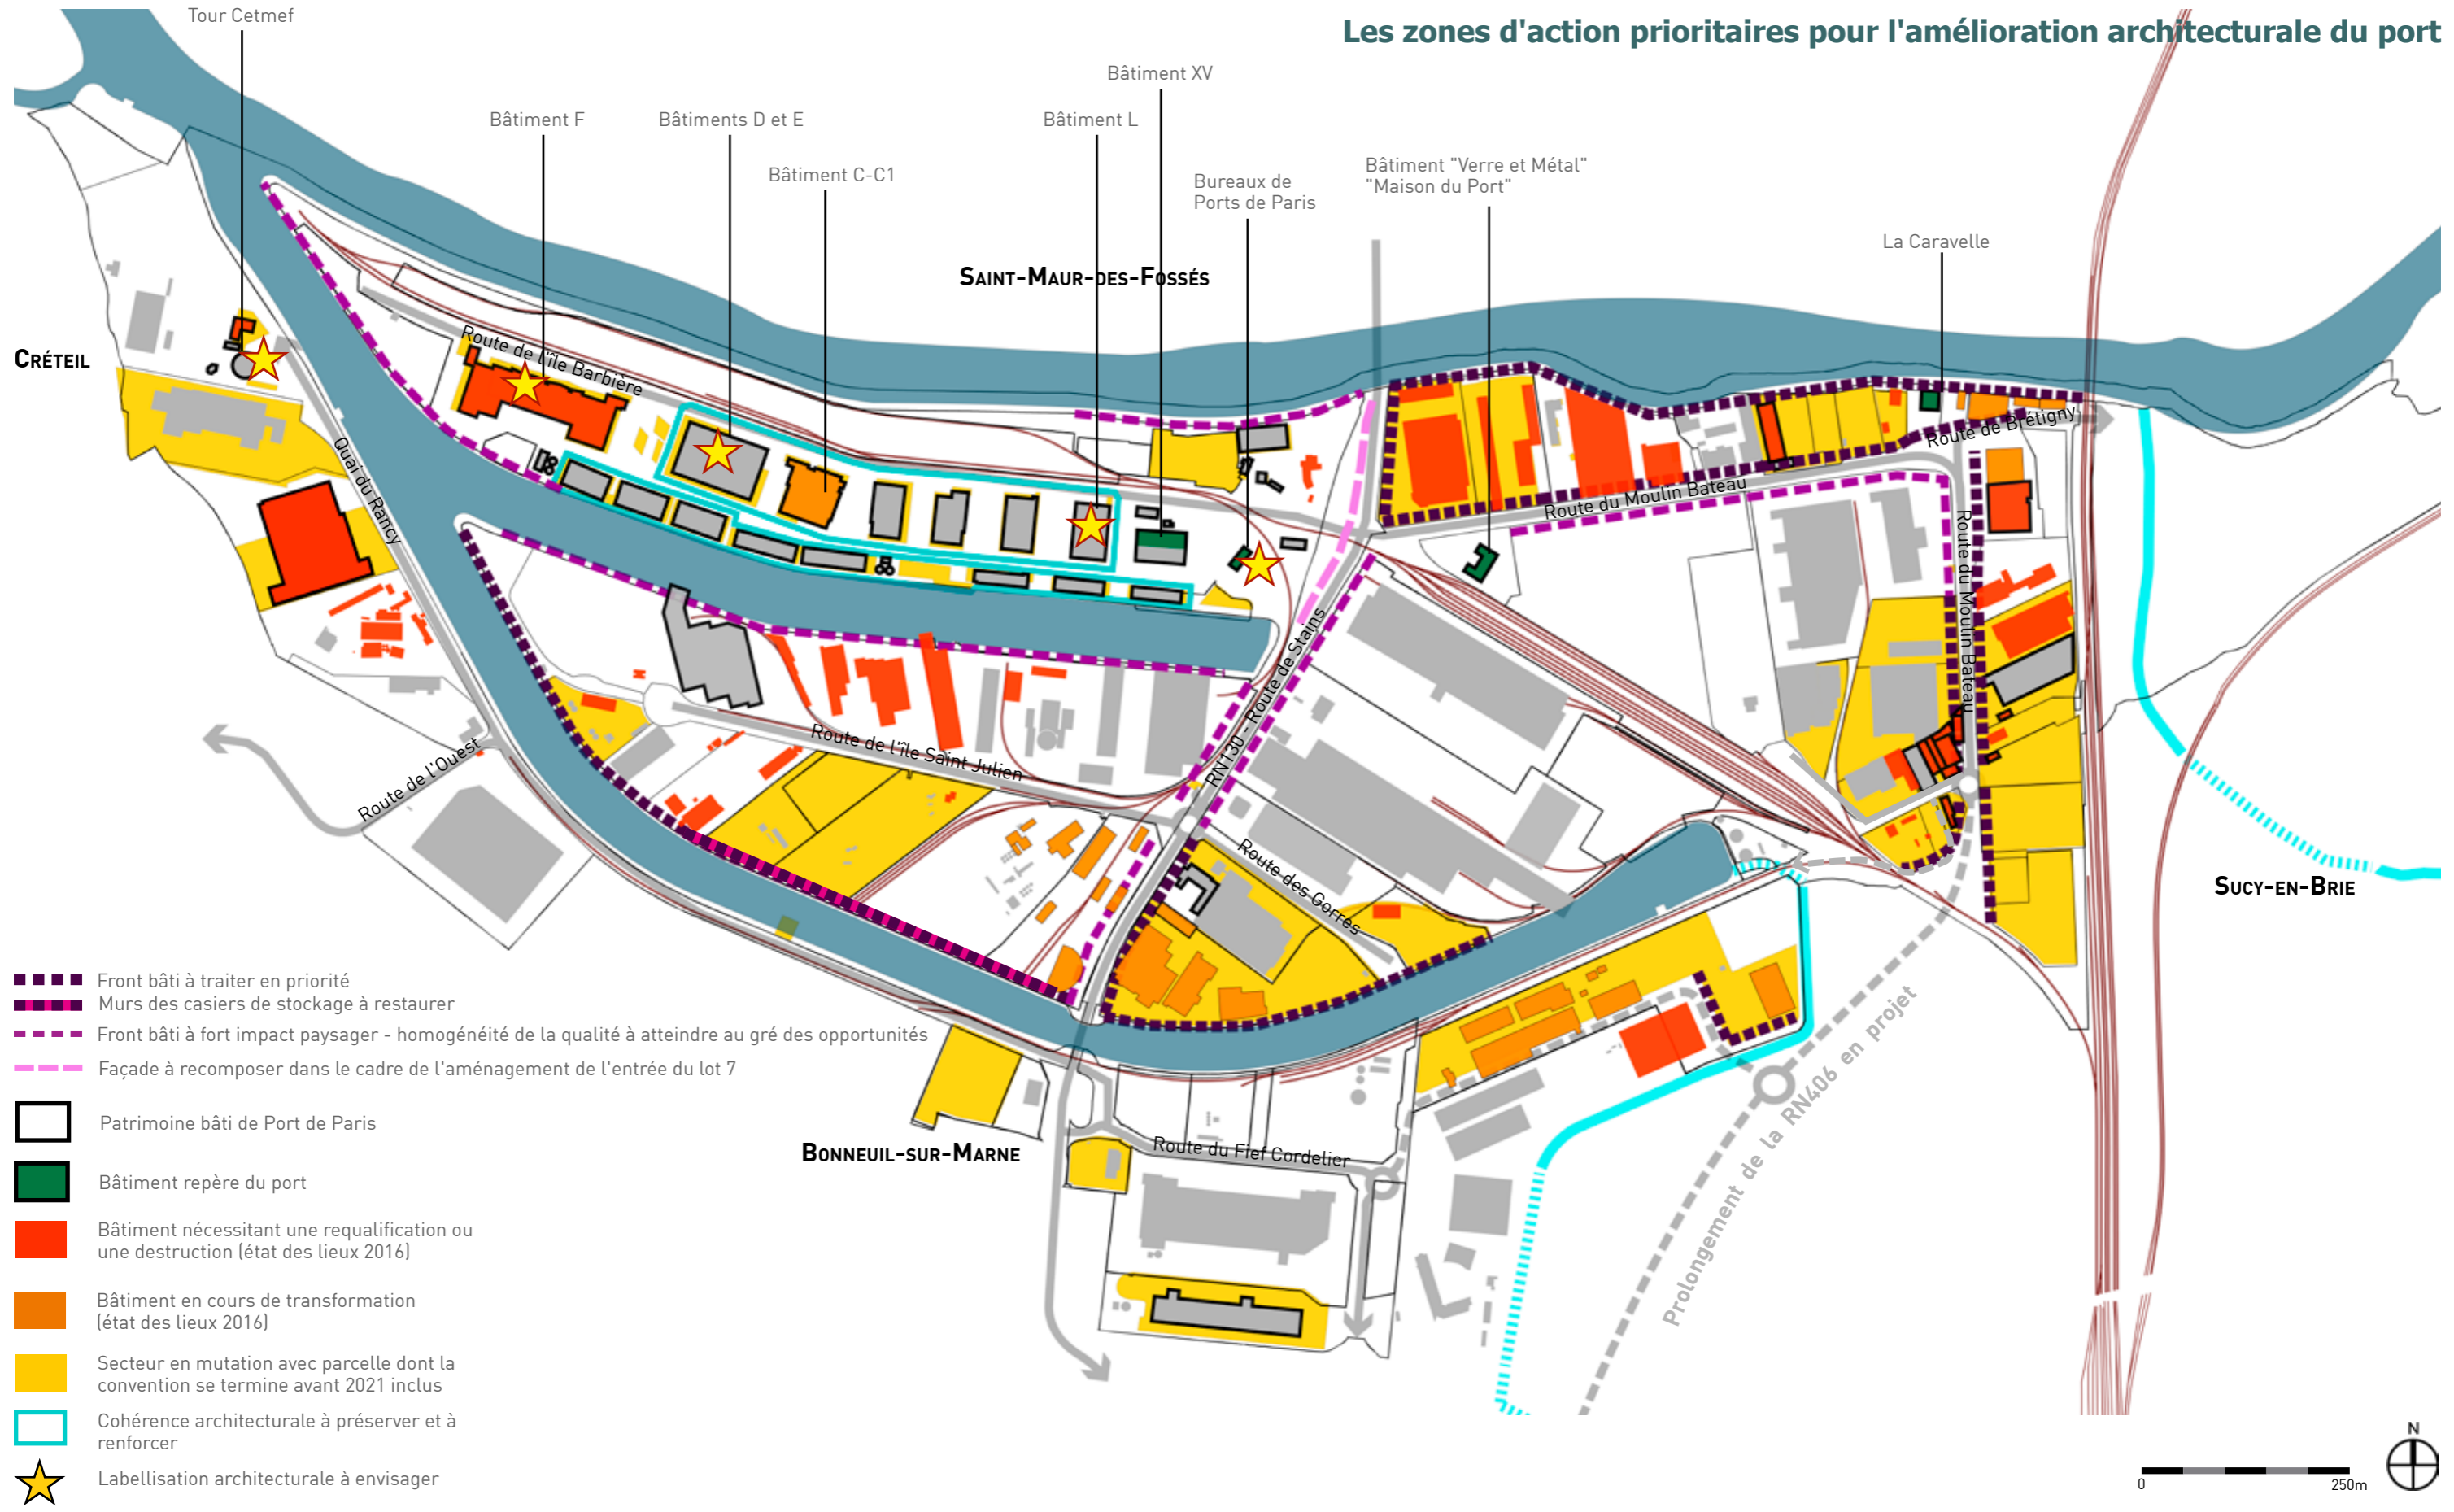 Tour Cetmef
Les zones d'action prioritaires pour l'amélioration architecturale du port
Bâtiment XV
Bâtiment F
Bâtiments D et E
Bâtiment L
Bâtiment C-C1
Bureaux de
Ports de Paris
Bâtiment "Verre et Métal"
"Maison du Port"
La Caravelle
SAINT-MAUR-DES-FOSSÉS
CRÉTEIL
Route de l'île Barbière
Quai du Rancy
Route de Brétigny
Route du Moulin Bateau
Route du Moulin Bateau
RN130 - Route de Stains
Route de l'île Saint Julien
Route de l'Ouest
Route des Gorres
SUCY-EN-BRIE
Prolongement de la RN406 en projet
BONNEUIL-SUR-MARNE
Route du Fief Cordelier
Front bâti à traiter en priorité
Murs des casiers de stockage à restaurer
Front bâti à fort impact paysager - homogénéité de la qualité à atteindre au gré des opportunités
Façade à recomposer dans le cadre de l'aménagement de l'entrée du lot 7
Patrimoine bâti de Port de Paris
Bâtiment repère du port
Bâtiment nécessitant une requalification ou
une destruction (état des lieux 2016)
Bâtiment en cours de transformation
(état des lieux 2016)
Secteur en mutation avec parcelle dont la
convention se termine avant 2021 inclus
Cohérence architecturale à préserver et à
renforcer
Labellisation architecturale à envisager
N
0 250m